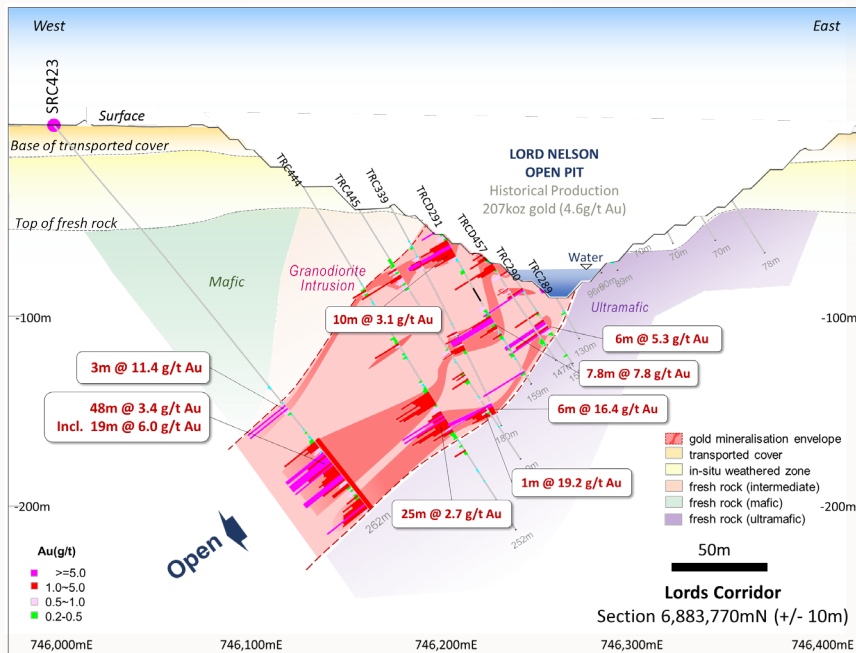 West
East
SRC423
Surface
Base of transported cover
TRC444
TRC445
TRC339
TRCD291
TRCD457
TRC290
TRC289
LORD NELSON
OPEN PIT
Historical Production
207koz gold (4.6g/t Au)
Top of fresh rock
Water
96m
90m
89m
70m
70m
70m
78m
Mafic
Granodiorite
Intrusion
Ultramafic
-100m
-100m
10m @ 3.1 g/t Au
6m @ 5.3 g/t Au
130m
147m
7.8m @ 7.8 g/t Au
159m
3m @ 11.4 g/t Au
48m @ 3.4 g/t Au
Incl. 19m @ 6.0 g/t Au
6m @ 16.4 g/t Au
180m
1m @ 19.2 g/t Au
25m @ 2.7 g/t Au
262m
252m
gold mineralisation envelope
transported cover
in-situ weathered zone
fresh rock (intermediate)
fresh rock (mafic)
fresh rock (ultramafic)
-200m
-200m
Open
Au(g/t)
>=5.0
1.0~5.0
0.5~1.0
0.2-0.5
50m
Lords Corridor
Section 6,883,770mN (+/- 10m)
746,000mE
746,100mE
746,200mE
746,300mE
746,400mE